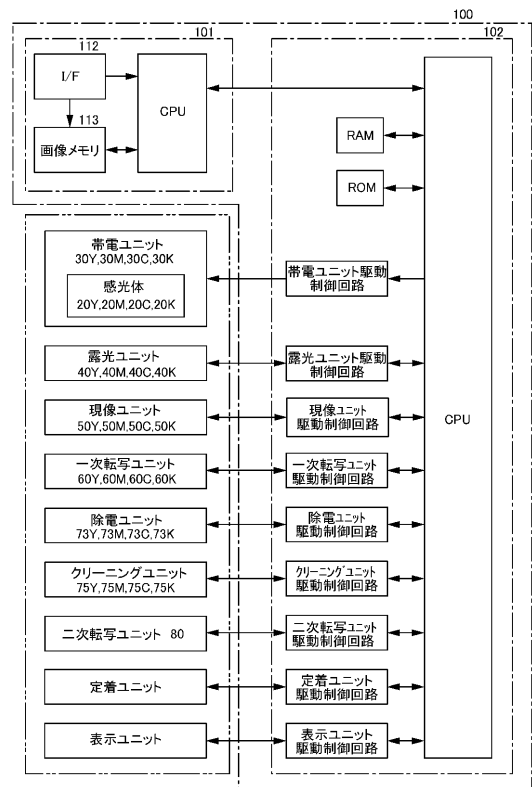 100
101
102
112
I/F
CPU
113
画像メモリ
RAM
ROM
CPU
帯電ユニット
30Y,30M,30C,30K
感光体
20Y,20M,20C,20K
帯電ユニット駆動
制御回路
露光ユニット
40Y,40M,40C,40K
露光ユニット駆動
制御回路
現像ユニット
50Y,50M,50C,50K
現像ユニット
駆動制御回路
一次転写ユニット
60Y,60M,60C,60K
一次転写ユニット
駆動制御回路
除電ユニット
73Y,73M,73C,73K
除電ユニット
駆動制御回路
クリーニングユニット
75Y,75M,75C,75K
クリーニングユニット
駆動制御回路
二次転写ユニット 80
二次転写ユニット
駆動制御回路
定着ユニット
定着ユニット
駆動制御回路
表示ユニット
表示ユニット
駆動制御回路